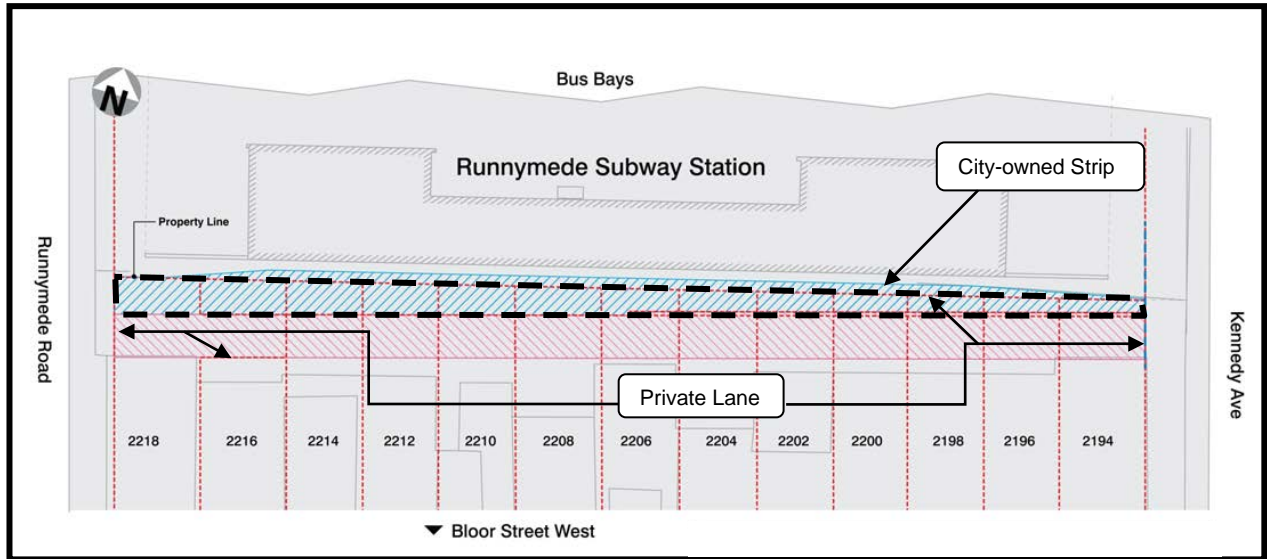 Bus Bays
N
Runnymede Subway Station
City-owned Strip
Property Line
Runnymede Road
Kennedy Ave
Private Lane
2218 2216 2214 2212 2210 2208 2206 2204 2202 2200 2198 2196 2194
▼ Bloor Street West